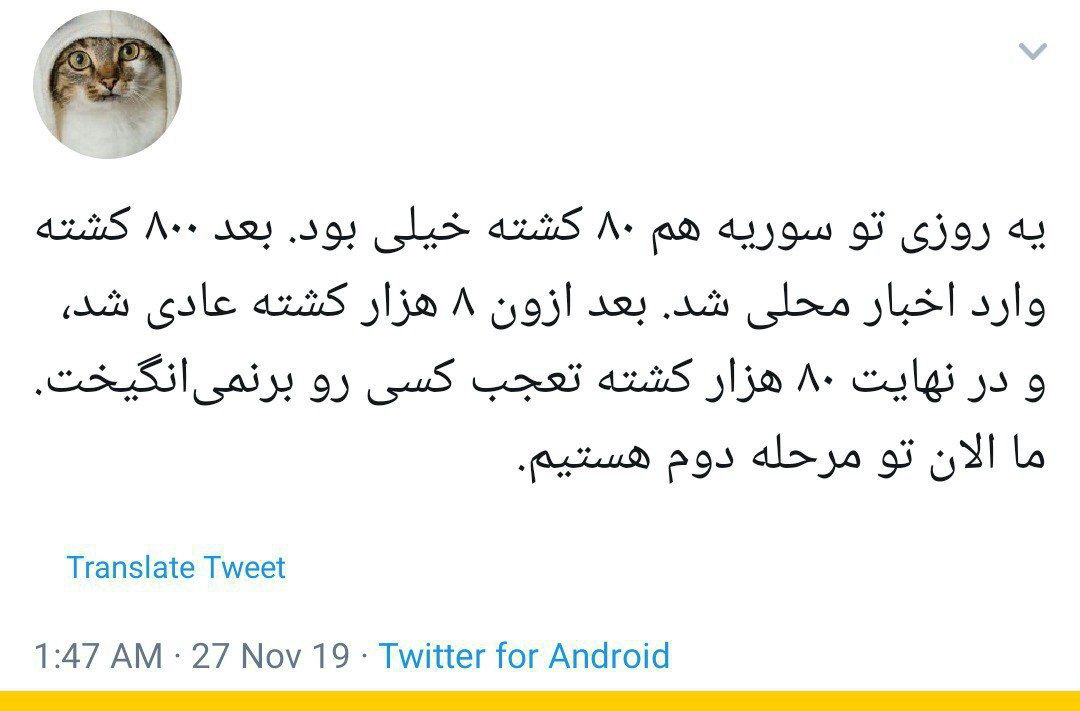 یه روزی تو سوریه هم ۸۰ کشته خیلی بود. بعد ۸۰۰ کشته
وارد اخبار محلی شد. بعد ازون ۸ هزار کشته عادی شد،
و در نهایت ۸۰ هزار کشته تعجب کسی رو برنمی‌انگیخت.
ما الان تو مرحله دوم هستیم.
Translate Tweet
1:47 AM · 27 Nov 19 · Twitter for Android